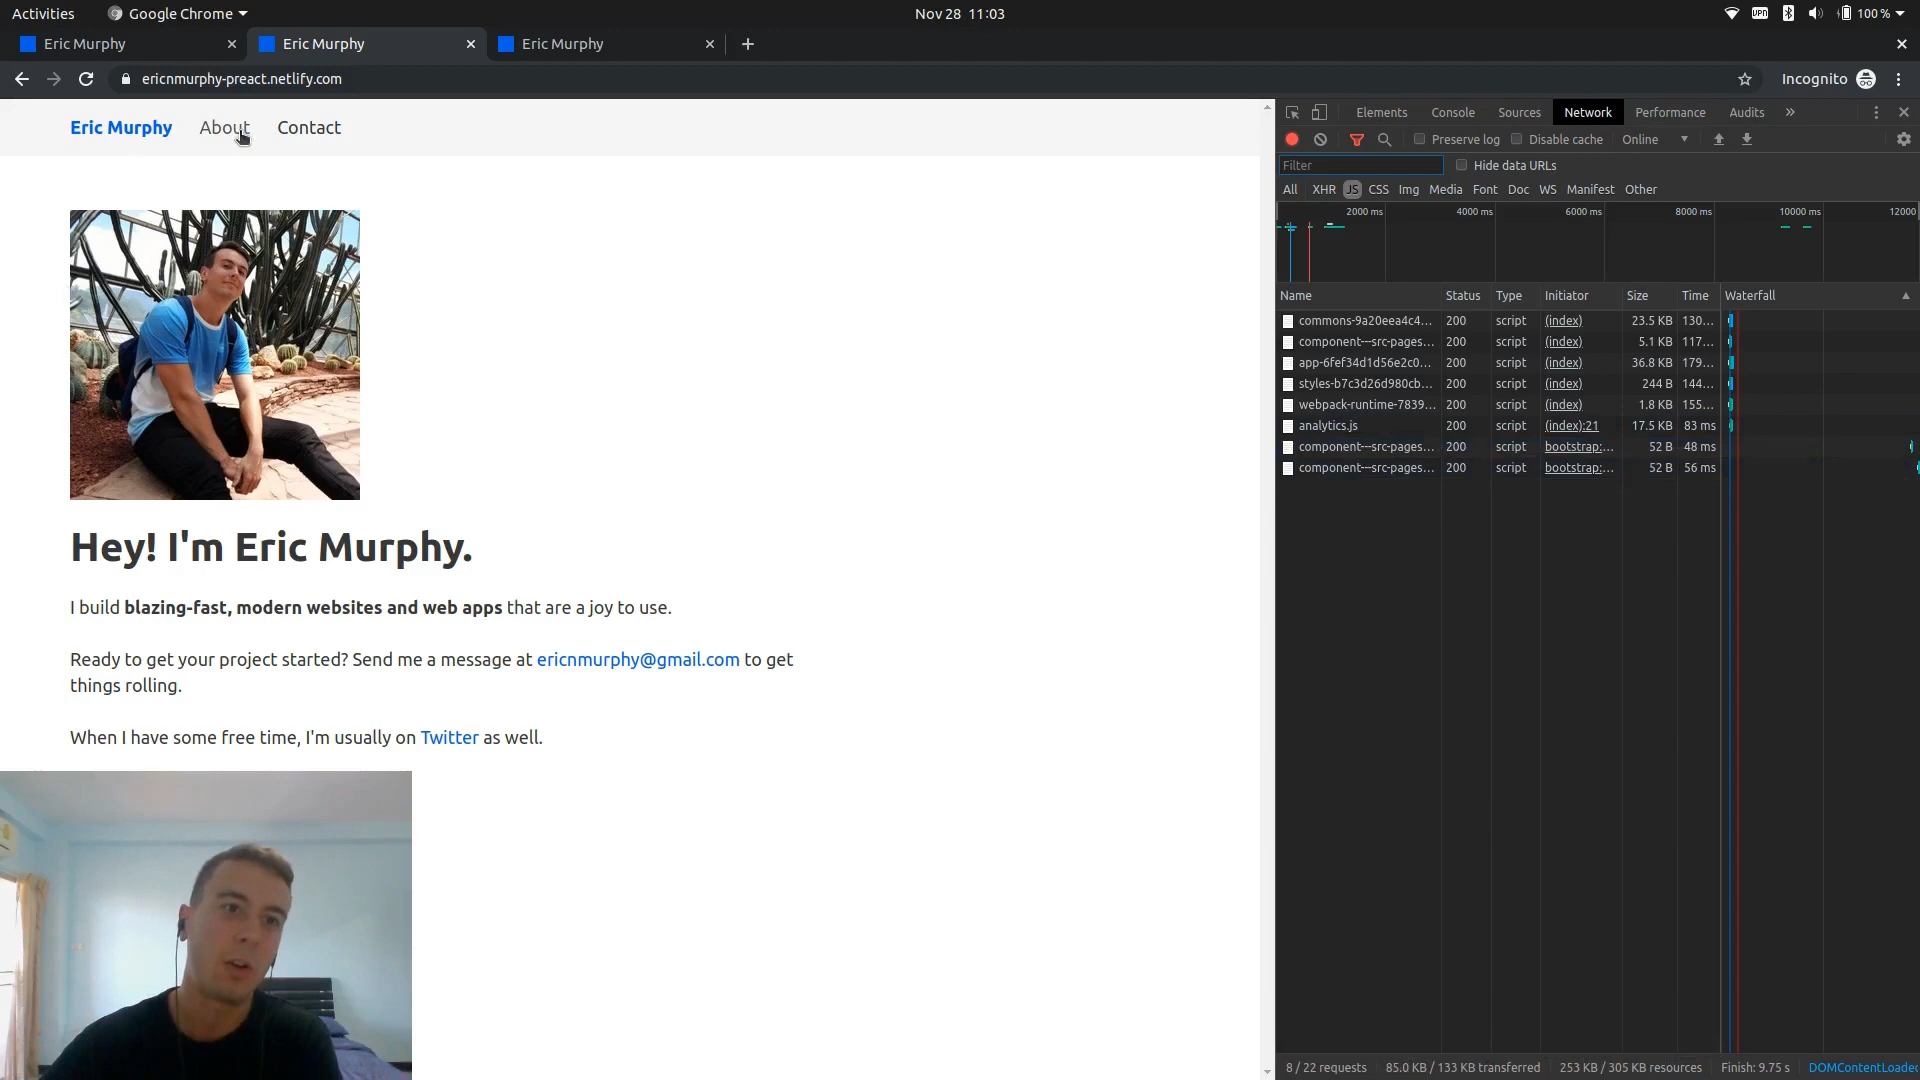 Activities Google Chrome Nov 28 11:03 VPN 100 %
Eric Murphy Eric Murphy Eric Murphy
ericnmurphy-preact.netlify.com Incognito
Eric Murphy About Contact
Hey! I'm Eric Murphy.
I build blazing-fast, modern websites and web apps that are a joy to use.
Ready to get your project started? Send me a message at ericnmurphy@gmail.com to get
things rolling.
When I have some free time, I'm usually on Twitter as well.
Elements Console Sources Network Performance Audits »
Preserve log Disable cache Online
Filter Hide data URLs
All XHR JS CSS Img Media Font Doc WS Manifest Other
2000 ms 4000 ms 6000 ms 8000 ms 10000 ms 12000
Name Status Type Initiator Size Time Waterfall
commons-9a20eea4c4... 200 script (index) 23.5 KB 130...
component---src-pages... 200 script (index) 5.1 KB 117...
app-6fef34d1d56e2c0... 200 script (index) 36.8 KB 179...
styles-b7c3d26d980cb... 200 script (index) 244 B 144...
webpack-runtime-7839... 200 script (index) 1.8 KB 155...
analytics.js 200 script (index):21 17.5 KB 83 ms
component---src-pages... 200 script bootstrap:... 52 B 48 ms
component---src-pages... 200 script bootstrap:... 52 B 56 ms
8 / 22 requests 85.0 KB / 133 KB transferred 253 KB / 305 KB resources Finish: 9.75 s DOMContentLoaded